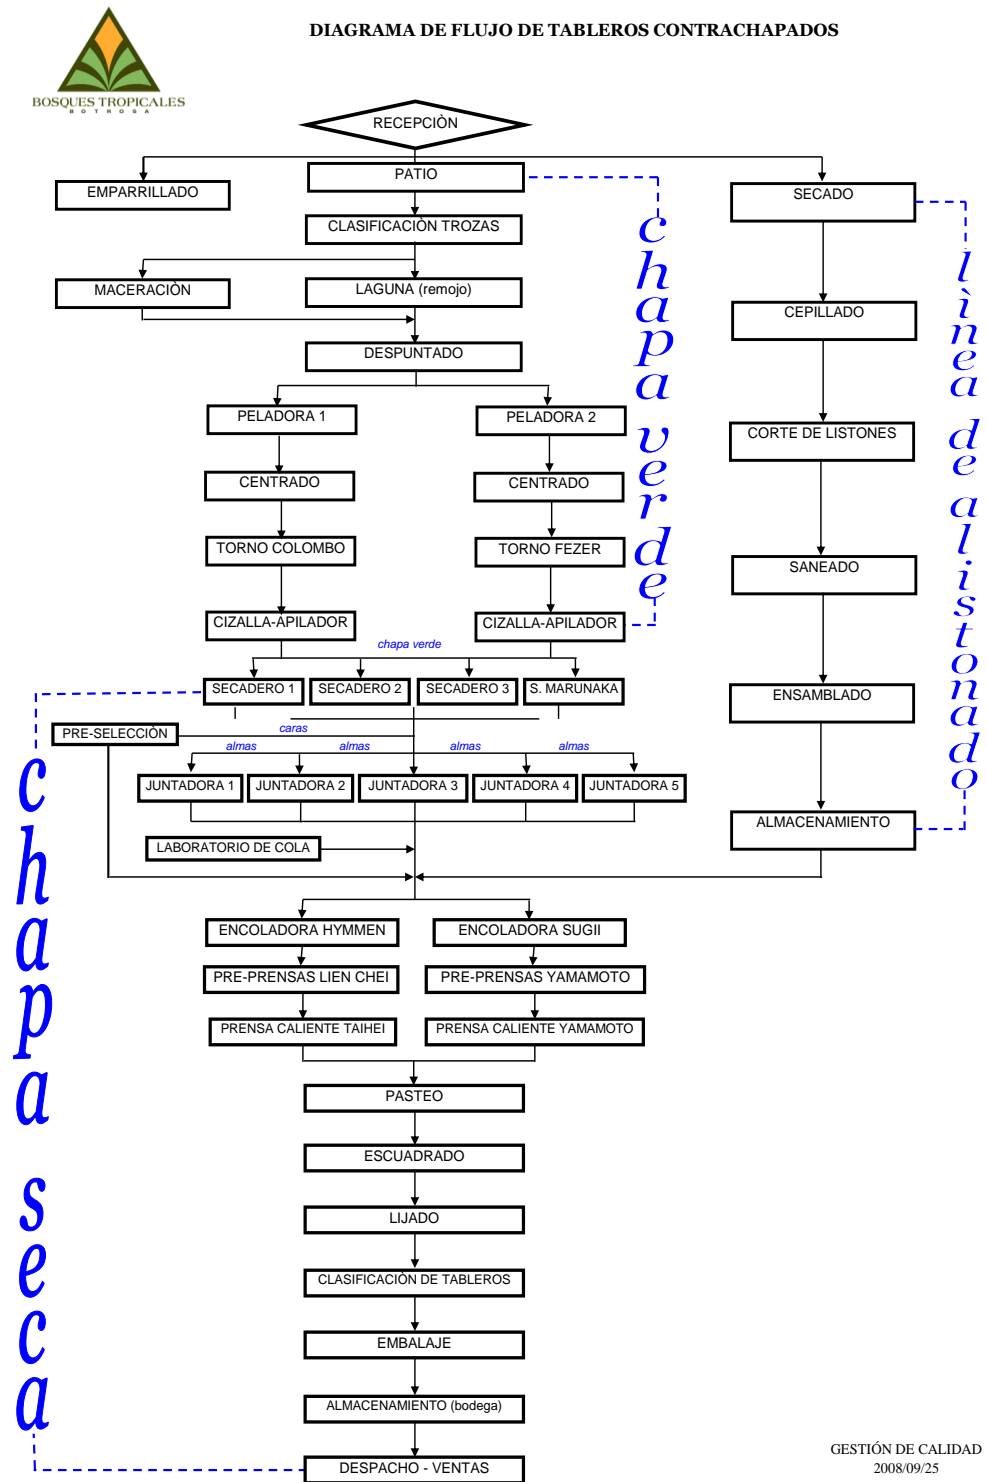 DIAGRAMA DE FLUJO DE TABLEROS CONTRACHAPADOS
BOSQUES TROPICALES
BOTROSA
RECEPCIÒN
EMPARRILLADO
PATIO
SECADO
CLASIFICACIÒN TROZAS
MACERACIÒN
LAGUNA (remojo)
CEPILLADO
DESPUNTADO
PELADORA 1
PELADORA 2
CORTE DE LISTONES
CENTRADO
CENTRADO
TORNO COLOMBO
TORNO FEZER
SANEADO
CIZALLA-APILADOR
CIZALLA-APILADOR
chapa verde
chapa verde
línea de alistonado
SECADERO 1
SECADERO 2
SECADERO 3
S. MARUNAKA
ENSAMBLADO
PRE-SELECCIÒN
caras
almas
almas
almas
almas
JUNTADORA 1
JUNTADORA 2
JUNTADORA 3
JUNTADORA 4
JUNTADORA 5
ALMACENAMIENTO
LABORATORIO DE COLA
ENCOLADORA HYMMEN
ENCOLADORA SUGII
PRE-PRENSAS LIEN CHEI
PRE-PRENSAS YAMAMOTO
PRENSA CALIENTE TAIHEI
PRENSA CALIENTE YAMAMOTO
PASTEO
ESCUADRADO
LIJADO
CLASIFICACIÒN DE TABLEROS
EMBALAJE
ALMACENAMIENTO (bodega)
DESPACHO - VENTAS
chapa seca
GESTIÓN DE CALIDAD
2008/09/25